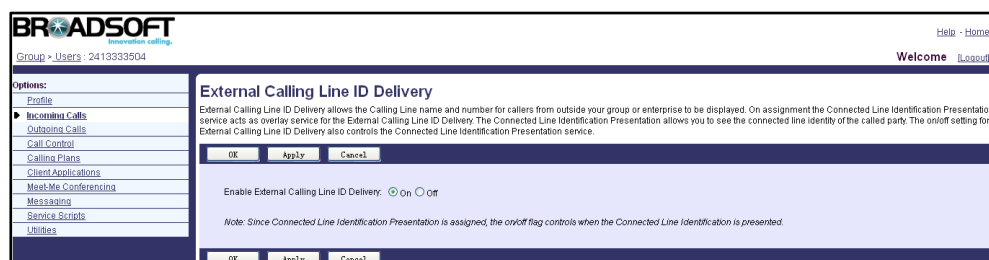 BROADSOFT
Innovation calling.
Help - Home
Group > Users : 2413333504
Welcome [Logout]
Options:
Profile
Incoming Calls
Outgoing Calls
Call Control
Calling Plans
Client Applications
Meet-Me Conferencing
Messaging
Service Scripts
Utilities
External Calling Line ID Delivery
External Calling Line ID Delivery allows the Calling Line name and number for callers from outside your group or enterprise to be displayed. On assignment the Connected Line Identification Presentatio
service acts as overlay service for the External Calling Line ID Delivery. The Connected Line Identification Presentation allows you to see the connected line identity of the called party. The on/off setting for
External Calling Line ID Delivery also controls the Connected Line Identification Presentation service.
OK Apply Cancel
Enable External Calling Line ID Delivery: On Off
Note: Since Connected Line Identification Presentation is assigned, the on/off flag controls when the Connected Line Identification is presented.
OK Apply Cancel